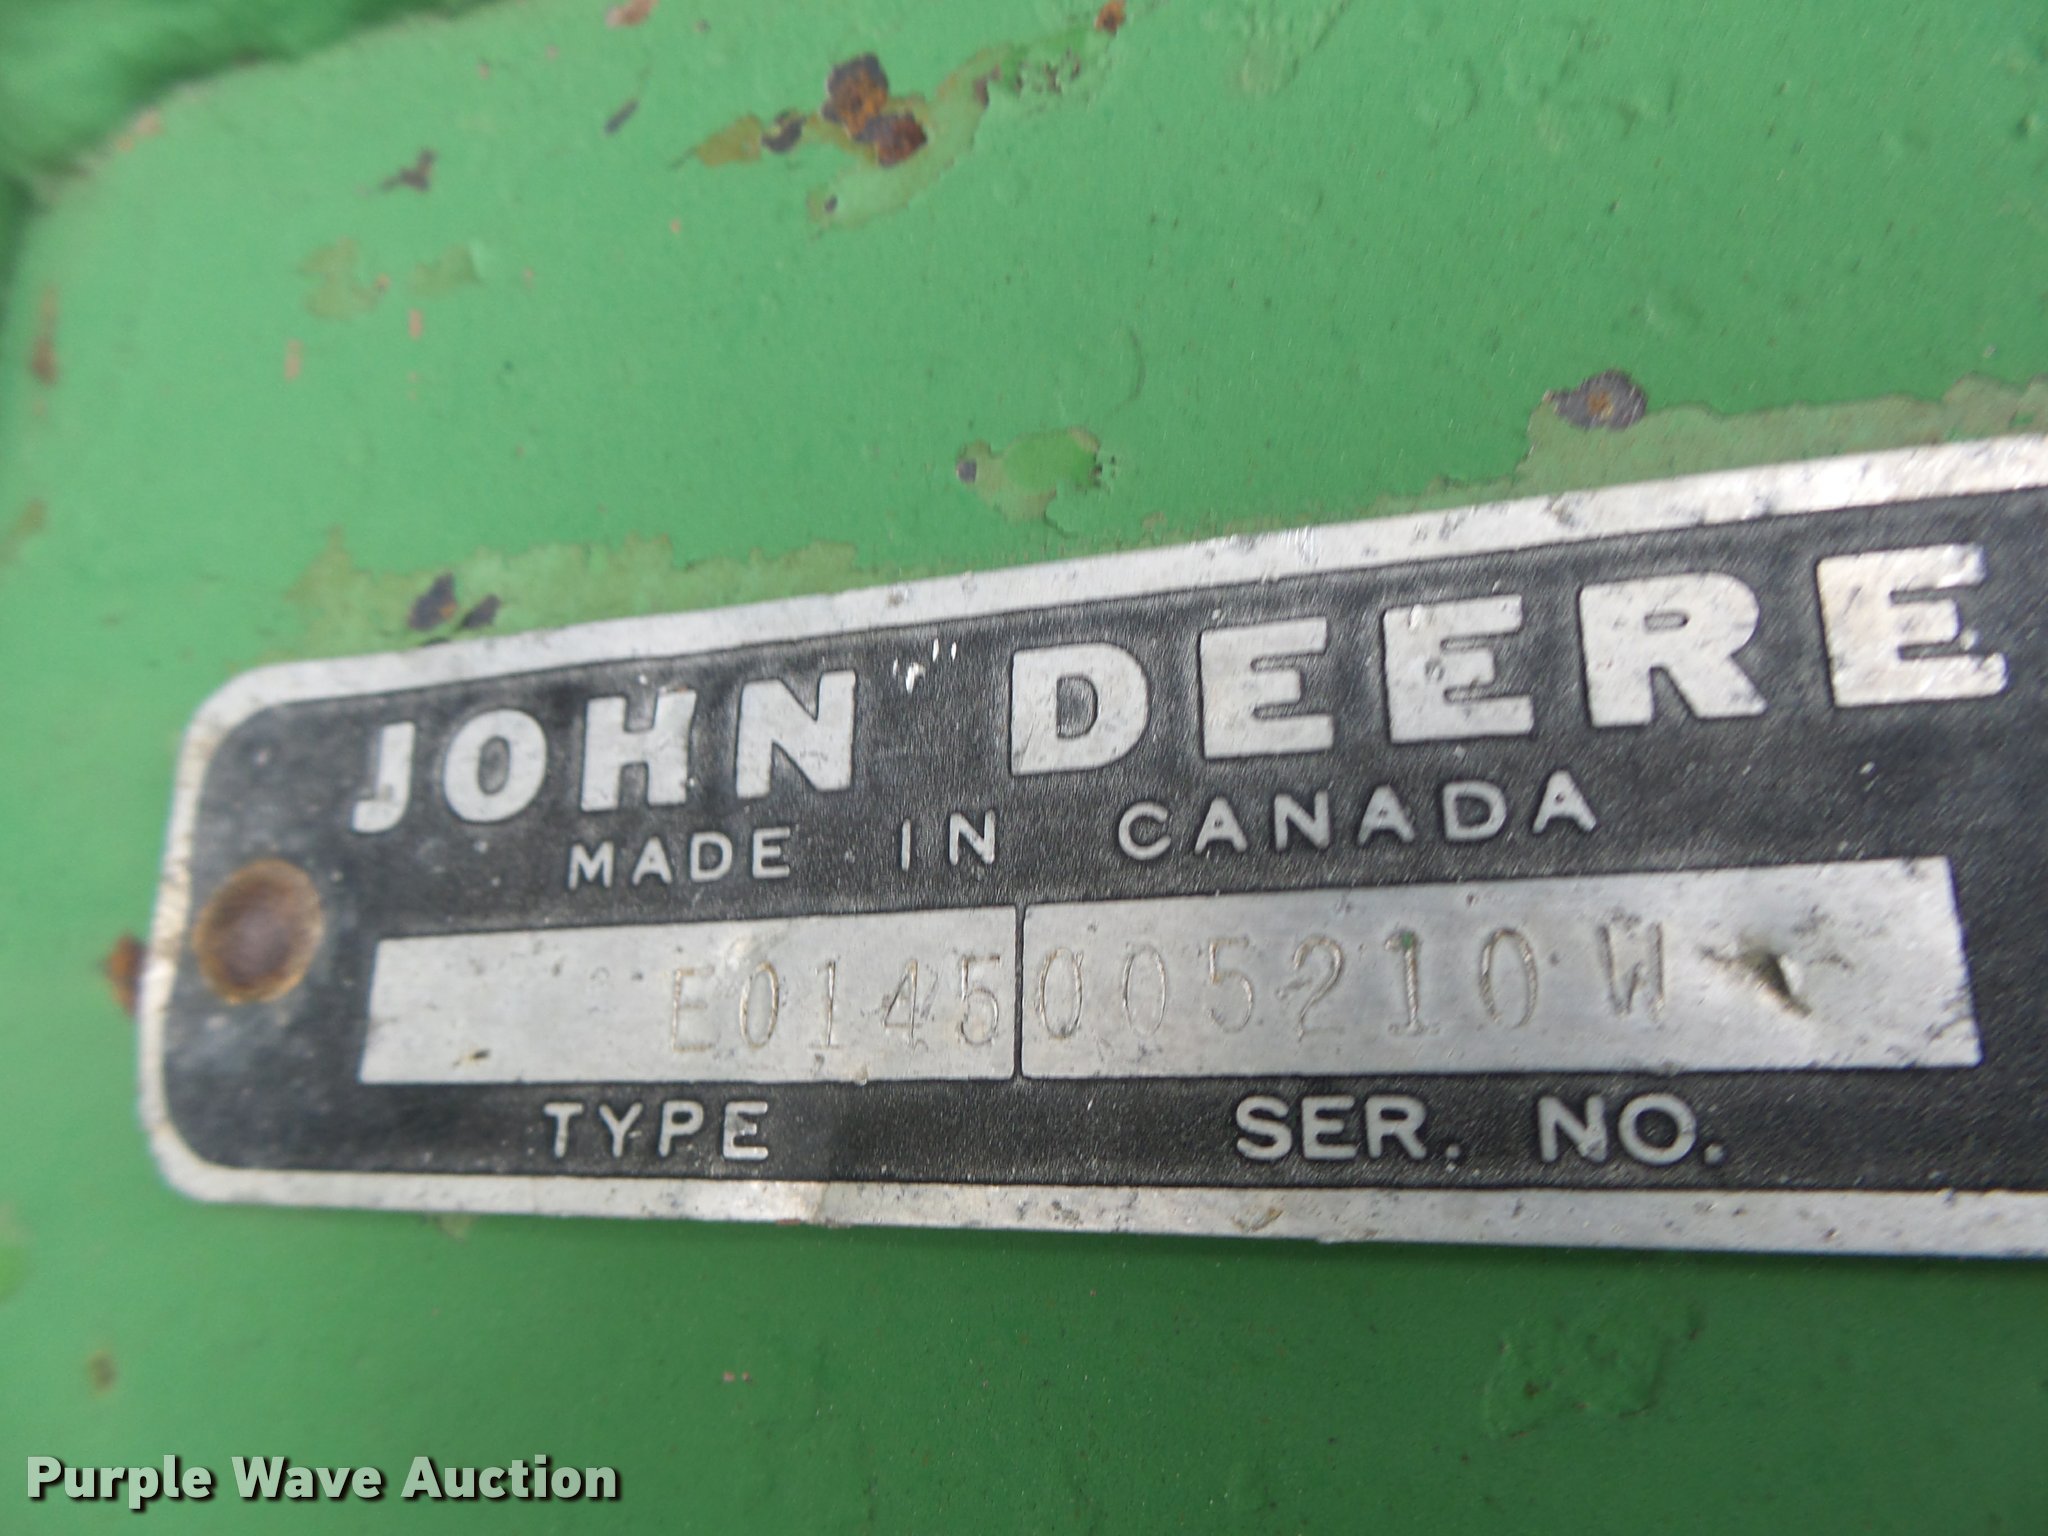 JOHN DEERE
MADE IN CANADA
E0145 005210W
TYPE SER. NO.
Purple Wave Auction